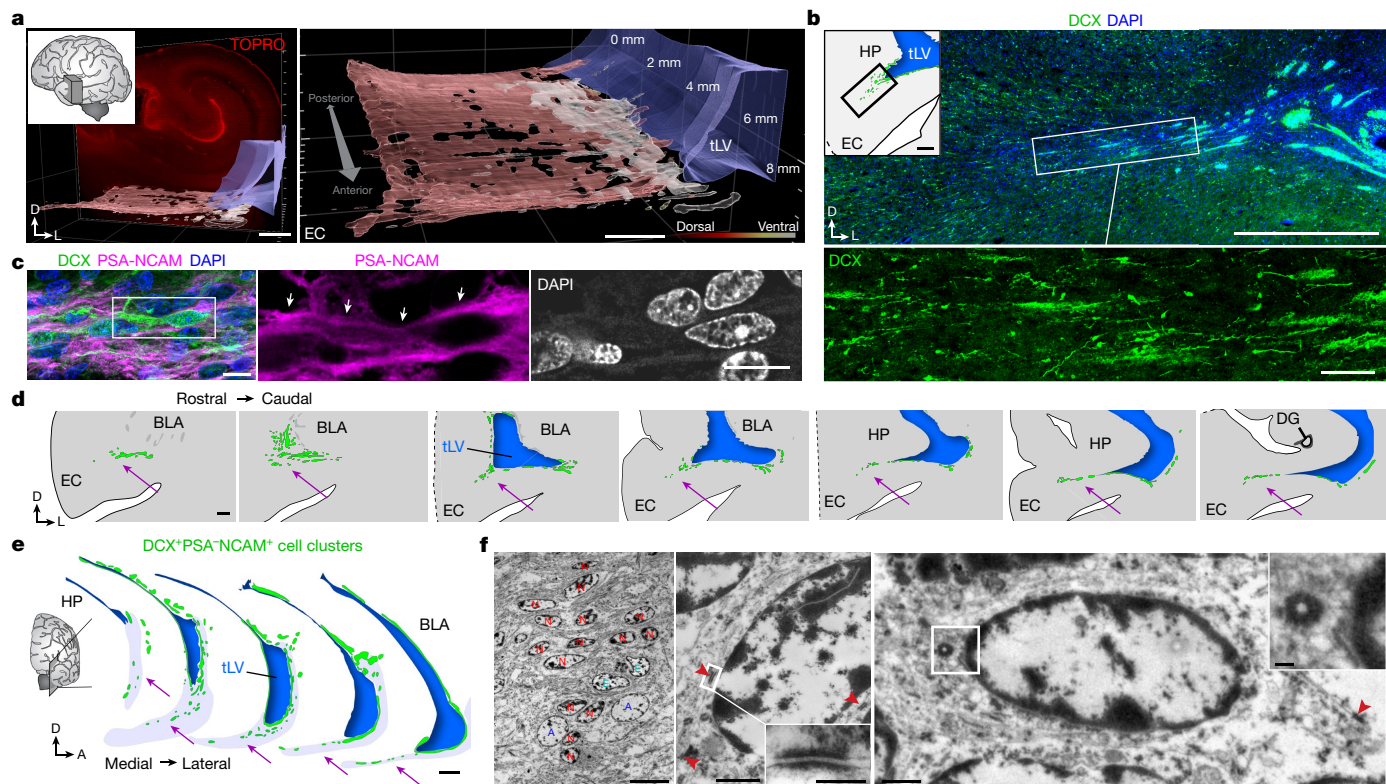 a
TOPRO
D
L
0 mm
2 mm
4 mm
6 mm
8 mm
tLV
Posterior
Anterior
EC
Dorsal
Ventral
b
DCX DAPI
HP
tLV
EC
D
L
DCX
c
DCX PSA-NCAM DAPI
PSA-NCAM
DAPI
d
Rostral → Caudal
BLA
EC
D
L
BLA
tLV
BLA
EC
BLA
EC
HP
EC
HP
EC
DG
EC
e
DCX⁺PSA⁻NCAM⁺ cell clusters
HP
tLV
BLA
D
A
Medial → Lateral
f
N
N
N
N
N
N
N
N
N
N
N
A
A
N
N
N